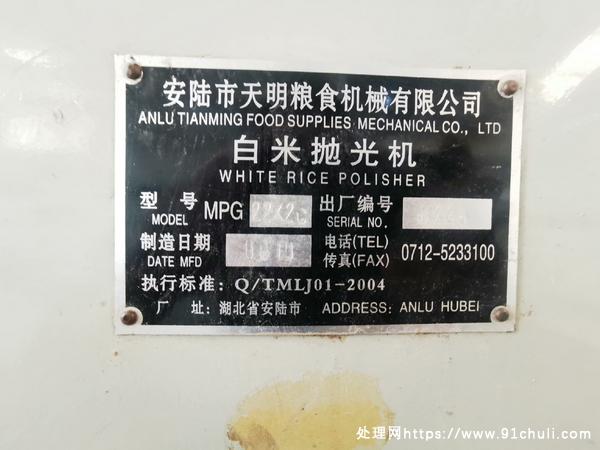 安陆市天明粮食机械有限公司
ANLU TIANMING FOOD SUPPLIES MECHANICAL CO., LTD
白米抛光机
WHITE RICE POLISHER
型号 MODEL MPG 出厂编号 SERIAL NO.
制造日期 DATE MFD 电话(TEL) 传真(FAX) 0712-5233100
执行标准: Q/TMLJ01-2004
厂 址: 湖北省安陆市 ADDRESS: ANLU HUBEI
处理网https://www.91chuli.com/